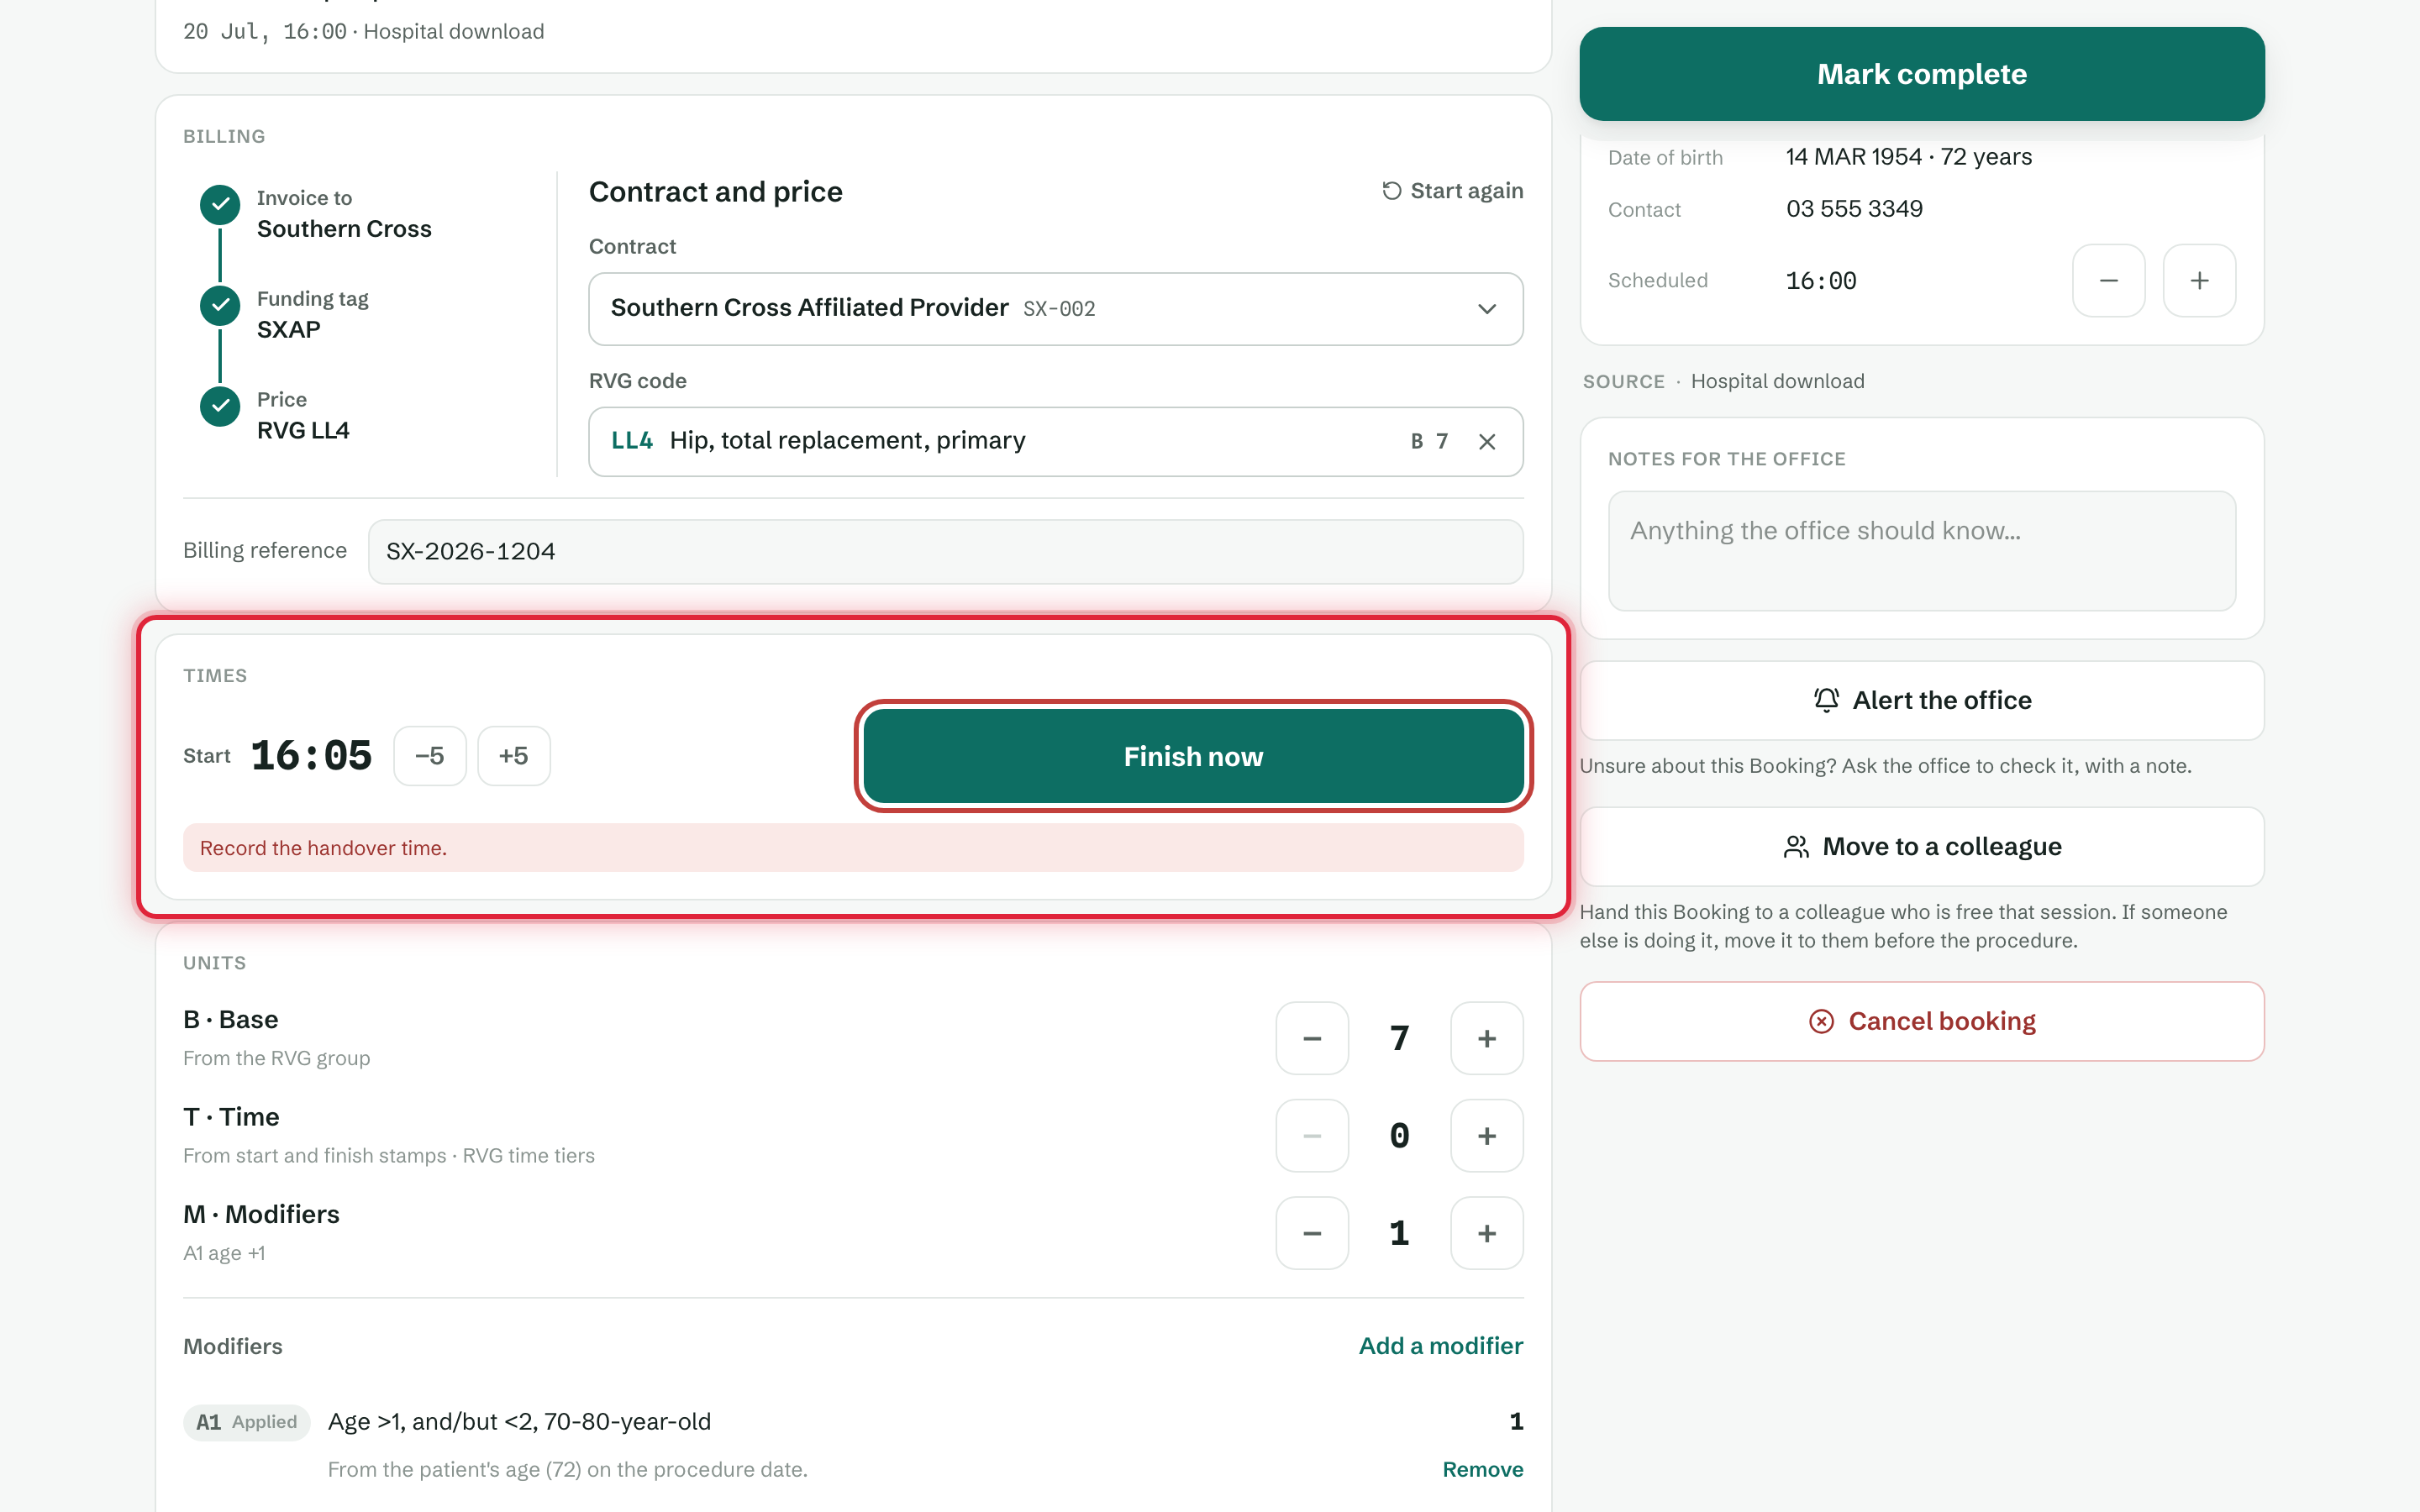 20 Jul, 16:00 · Hospital download
BILLING
Invoice to
Southern Cross
Funding tag
SXAP
Price
RVG LL4
Contract and price
Start again
Contract
Southern Cross Affiliated Provider SX-002
RVG code
LL4 Hip, total replacement, primary B 7
Billing reference SX-2026-1204
TIMES
Start 16:05 −5 +5
Finish now
Record the handover time.
UNITS
B · Base
From the RVG group
− 7 +
T · Time
From start and finish stamps · RVG time tiers
− 0 +
M · Modifiers
A1 age +1
− 1 +
Modifiers
Add a modifier
A1 Applied Age >1, and/but <2, 70-80-year-old 1
From the patient's age (72) on the procedure date.
Remove
Mark complete
Date of birth 14 MAR 1954 · 72 years
Contact 03 555 3349
Scheduled 16:00 − +
SOURCE · Hospital download
NOTES FOR THE OFFICE
Anything the office should know...
Alert the office
Unsure about this Booking? Ask the office to check it, with a note.
Move to a colleague
Hand this Booking to a colleague who is free that session. If someone
else is doing it, move it to them before the procedure.
Cancel booking